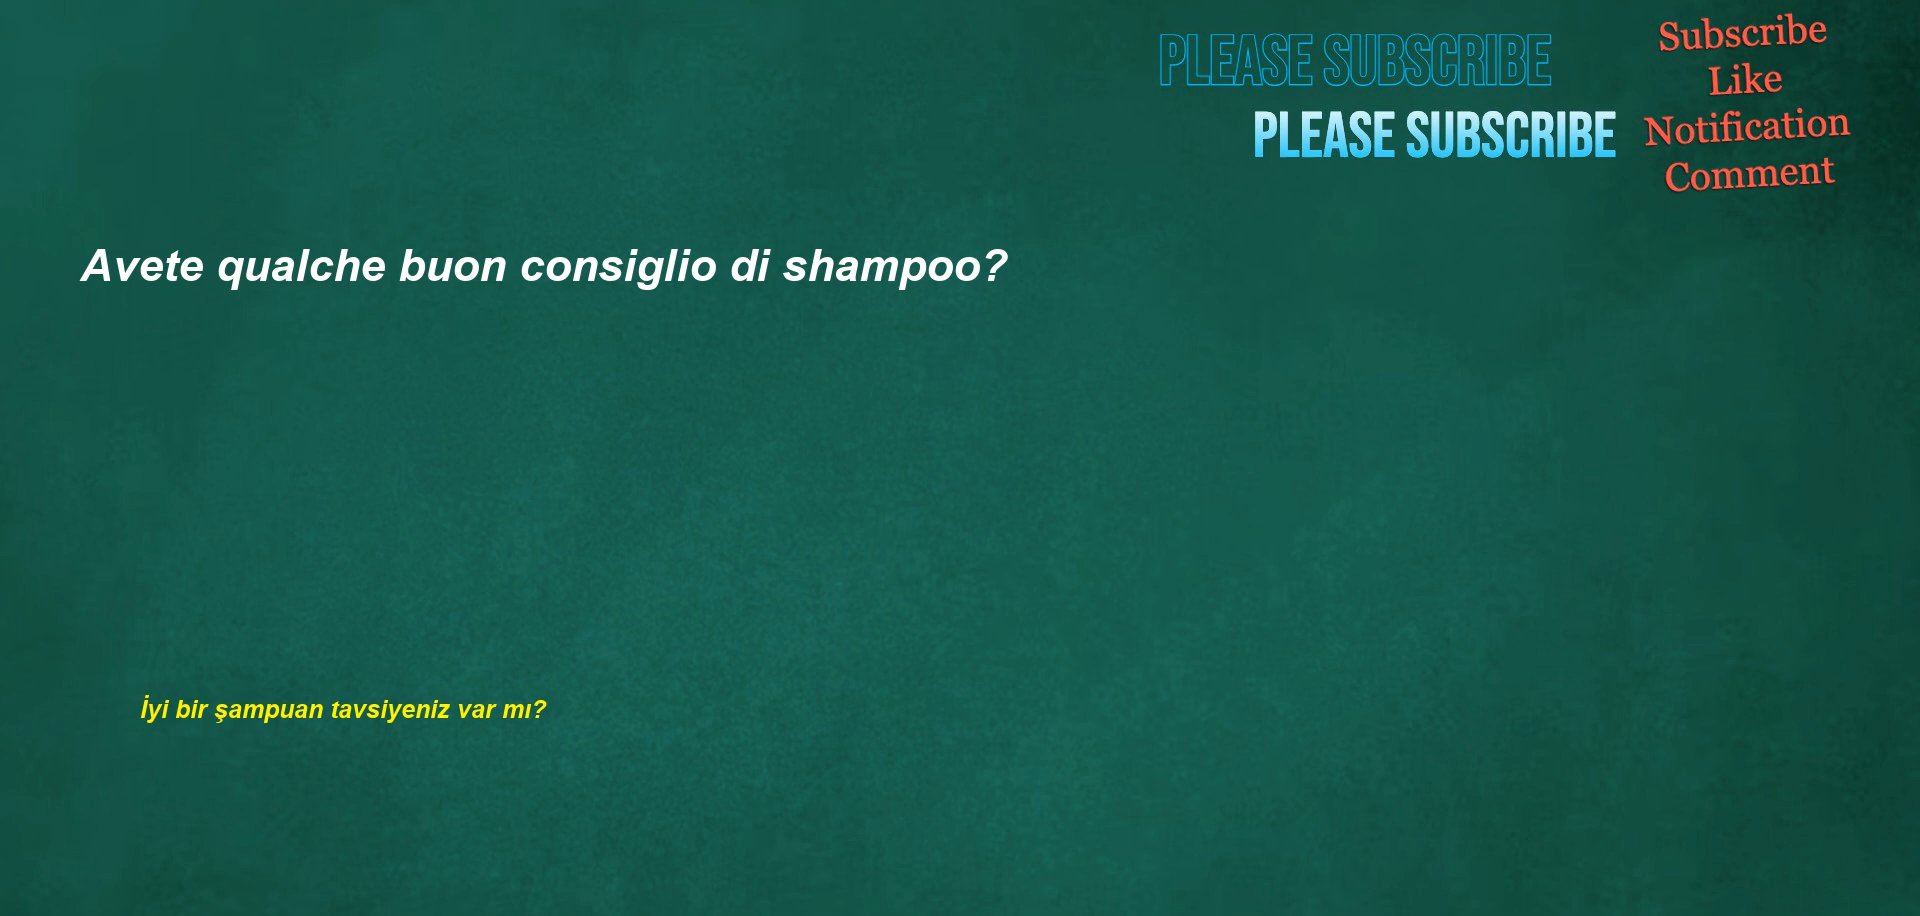 PLEASE SUBSCRIBE
PLEASE SUBSCRIBE
Subscribe
Like
Notification
Comment
Avete qualche buon consiglio di shampoo?
İyi bir şampuan tavsiyeniz var mı?